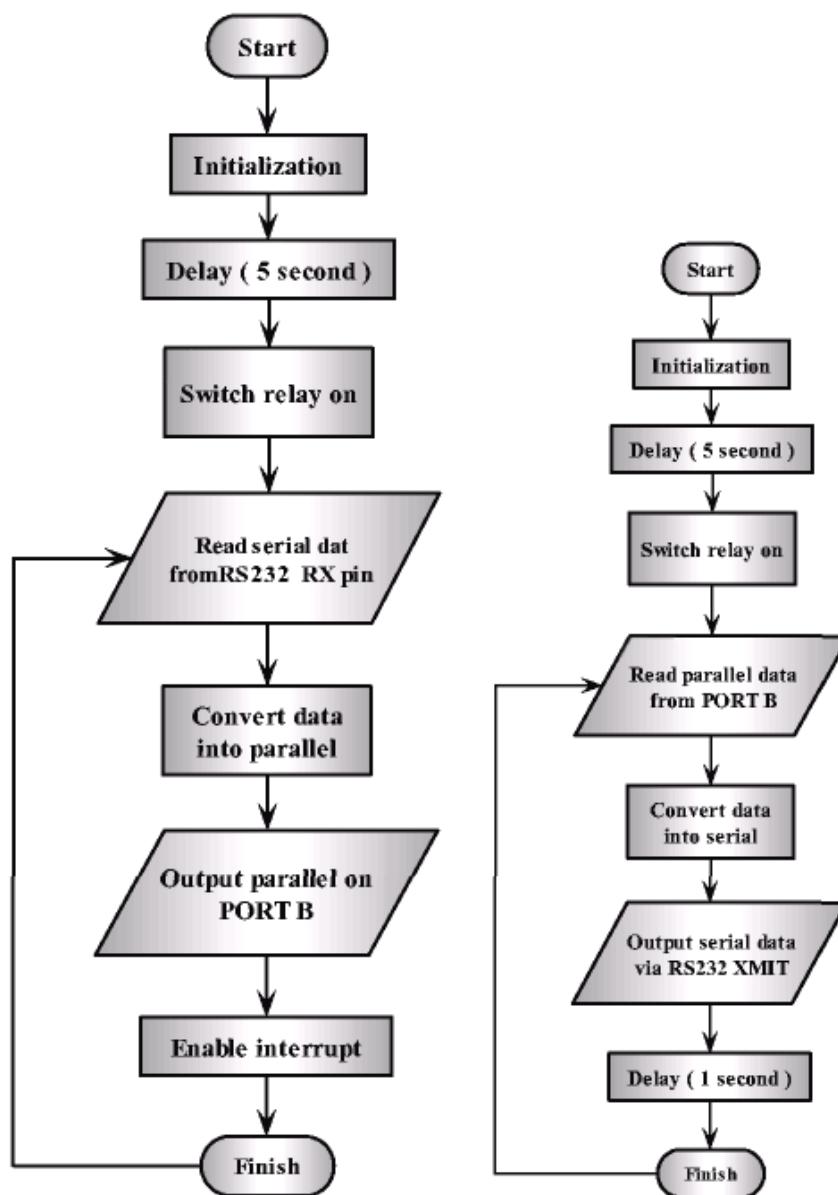 Start
Initialization
Delay ( 5 second )
Switch relay on
Read serial dat
fromRS232 RX pin
Convert data
into parallel
Output parallel on
PORT B
Enable interrupt
Finish
Start
Initialization
Delay ( 5 second )
Switch relay on
Read parallel data
from PORT B
Convert data
into serial
Output serial data
via RS232 XMIT
Delay ( 1 second )
Finish